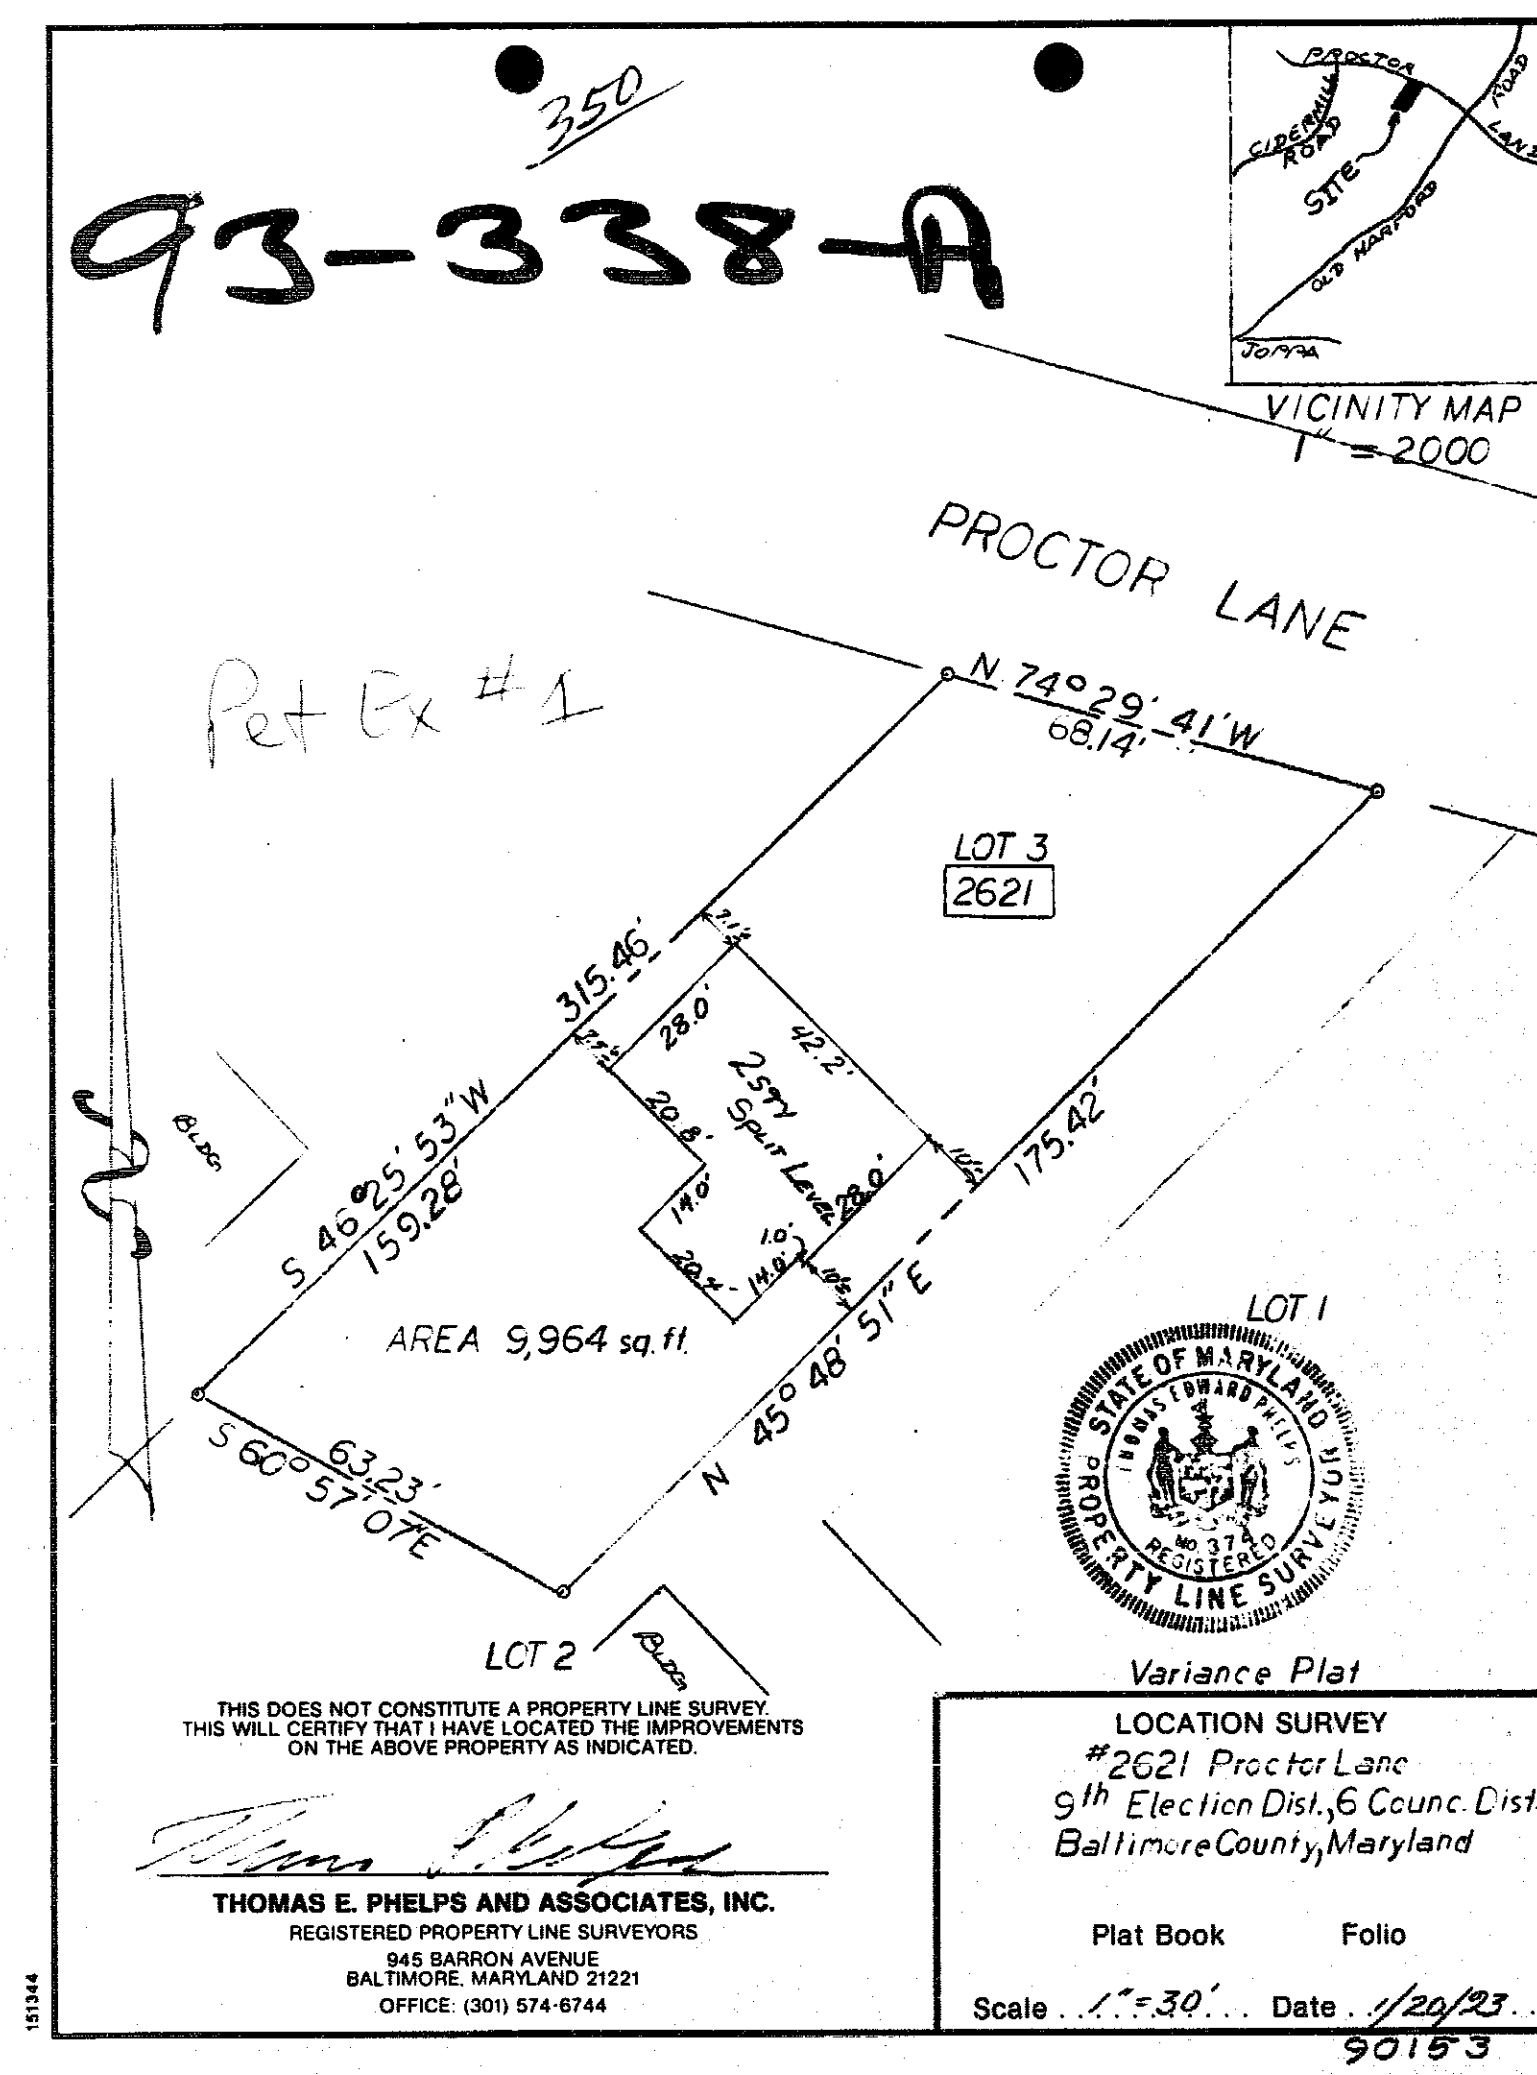 350
93-338-A
PROCTOR
ROAD
CIDERMILL
ROAD
LANE
SITE
OLD HARFORD
JOPPA
VICINITY MAP
1" = 2000
PROCTOR LANE
Pet Ex #1
N 74° 29' 41" W
68.14'
LOT 3
2621
7.1'±
315.46'
28.0'
42.2'
2 Sty
Split Level
20.8'
BLDG
S 46° 25' 53" W
159.28'
175.42'
14.0'
28.0'
1.0'
20.4'
14.0'
N 45° 48' 51" E
AREA 9,964 sq. ft.
LOT 1
63.23'
S 60° 57' 07" E
STATE OF MARYLAND
THOMAS EDWARD PHELPS
REGISTERED
PROPERTY LINE SURVEYOR
LOT 2
BLDG
Variance Plat
THIS DOES NOT CONSTITUTE A PROPERTY LINE SURVEY.
THIS WILL CERTIFY THAT I HAVE LOCATED THE IMPROVEMENTS
ON THE ABOVE PROPERTY AS INDICATED.
THOMAS E. PHELPS AND ASSOCIATES, INC.
REGISTERED PROPERTY LINE SURVEYORS
945 BARRON AVENUE
BALTIMORE, MARYLAND 21221
OFFICE: (301) 574-6744
LOCATION SURVEY
#2621 Proctor Lane
9th Election Dist., 6 Counc. Dist.
Baltimore County, Maryland
Plat Book Folio
Scale . . 1" = 30' . . . Date . . 1/20/93 . .
90153
151344